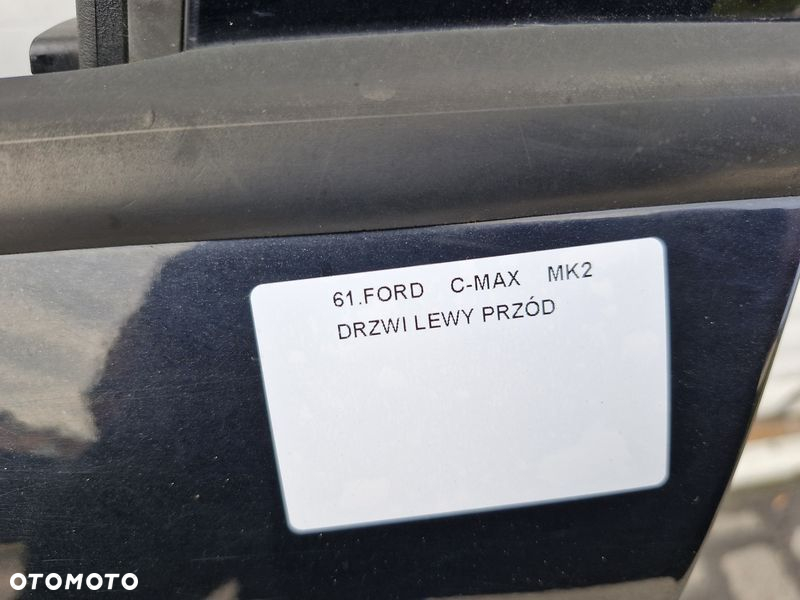 61.FORD C-MAX MK2
DRZWI LEWY PRZÓD
OTOMOTO